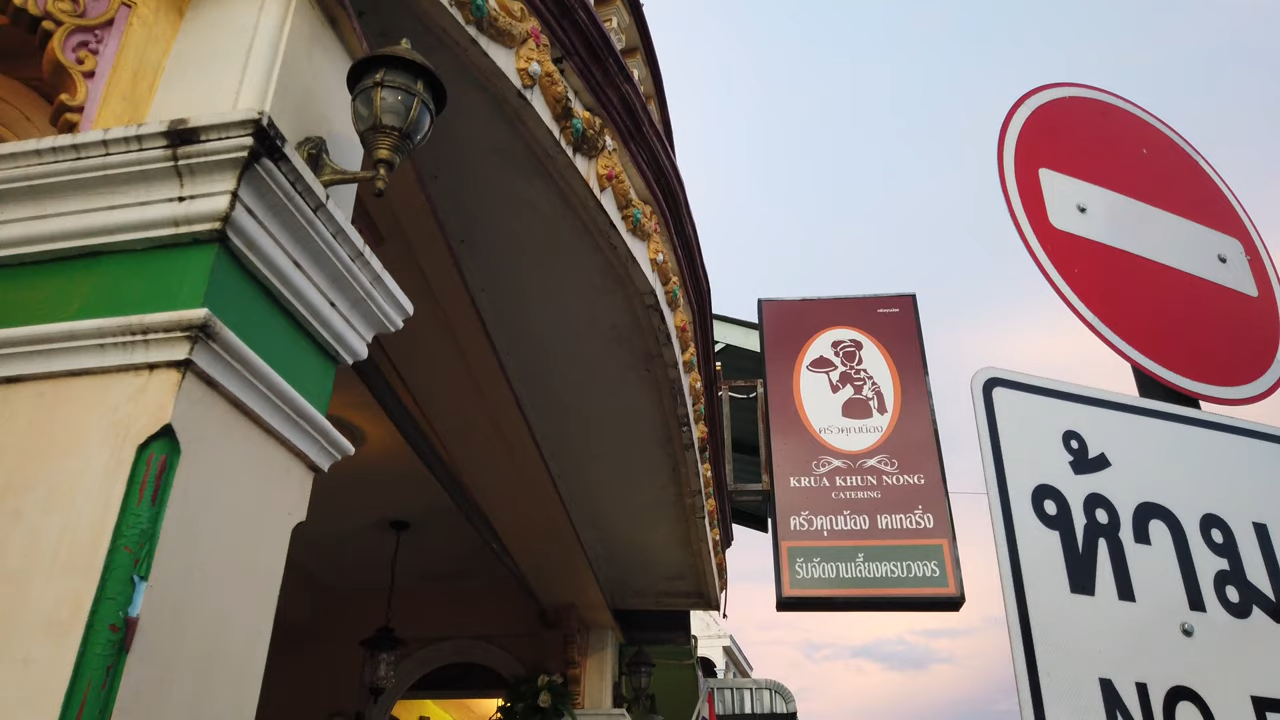 ครัวคุณน้อง
KRUA KHUN NONG
CATERING
ครัวคุณน้อง เคเทอริ่ง
รับจัดงานเลี้ยงครบวงจร
ห้าม
NO